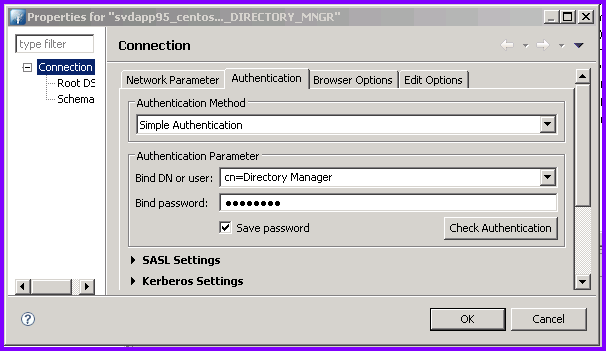 Properties for "svdapp95_centos..._DIRECTORY_MNGR"
type filter
Connection
Root DS
Schema
Connection
Network Parameter Authentication Browser Options Edit Options
Authentication Method
Simple Authentication
Authentication Parameter
Bind DN or user: cn=Directory Manager
Bind password: ●●●●●●●●
Save password Check Authentication
SASL Settings
Kerberos Settings
? OK Cancel